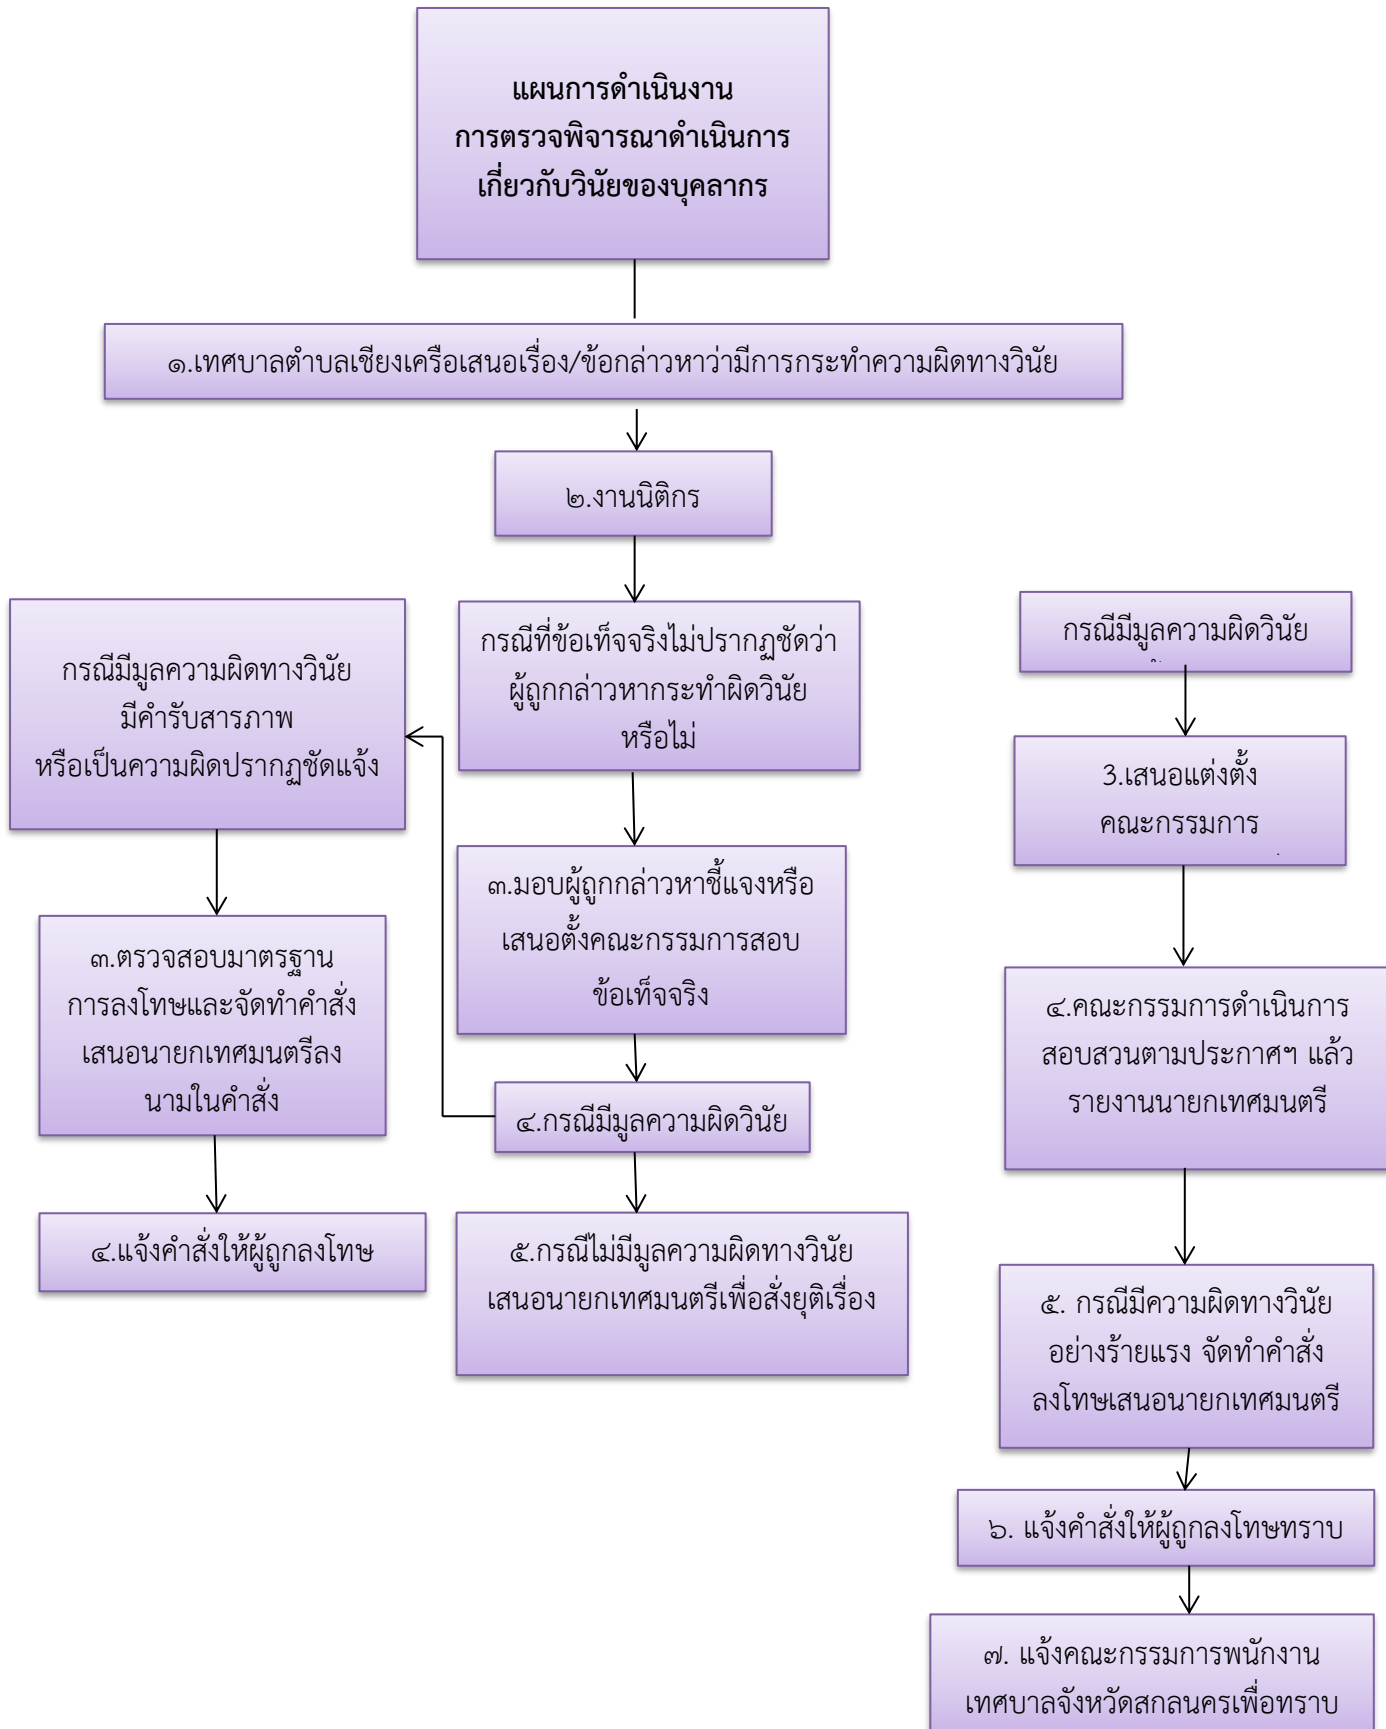 แผนการดำเนินงาน
การตรวจพิจารณาดำเนินการ
เกี่ยวกับวินัยของบุคลากร
๑.เทศบาลตำบลเชียงเครือเสนอเรื่อง/ข้อกล่าวหาว่ามีการกระทำความผิดทางวินัย
๒.งานนิติกร
กรณีมีมูลความผิดทางวินัย
มีคำรับสารภาพ
หรือเป็นความผิดปรากฏชัดแจ้ง
๓.ตรวจสอบมาตรฐาน
การลงโทษและจัดทำคำสั่ง
เสนอนายกเทศมนตรีลง
นามในคำสั่ง
๔.แจ้งคำสั่งให้ผู้ถูกลงโทษ
กรณีที่ข้อเท็จจริงไม่ปรากฏชัดว่า
ผู้ถูกกล่าวหากระทำผิดวินัย
หรือไม่
๓.มอบผู้ถูกกล่าวหาชี้แจงหรือ
เสนอตั้งคณะกรรมการสอบ
ข้อเท็จจริง
๔.กรณีมีมูลความผิดวินัย
๕.กรณีไม่มีมูลความผิดทางวินัย
เสนอนายกเทศมนตรีเพื่อสั่งยุติเรื่อง
กรณีมีมูลความผิดวินัย
3.เสนอแต่งตั้ง
คณะกรรมการ
๔.คณะกรรมการดำเนินการ
สอบสวนตามประกาศฯ แล้ว
รายงานนายกเทศมนตรี
๕. กรณีมีความผิดทางวินัย
อย่างร้ายแรง จัดทำคำสั่ง
ลงโทษเสนอนายกเทศมนตรี
๖. แจ้งคำสั่งให้ผู้ถูกลงโทษทราบ
๗. แจ้งคณะกรรมการพนักงาน
เทศบาลจังหวัดสกลนครเพื่อทราบ